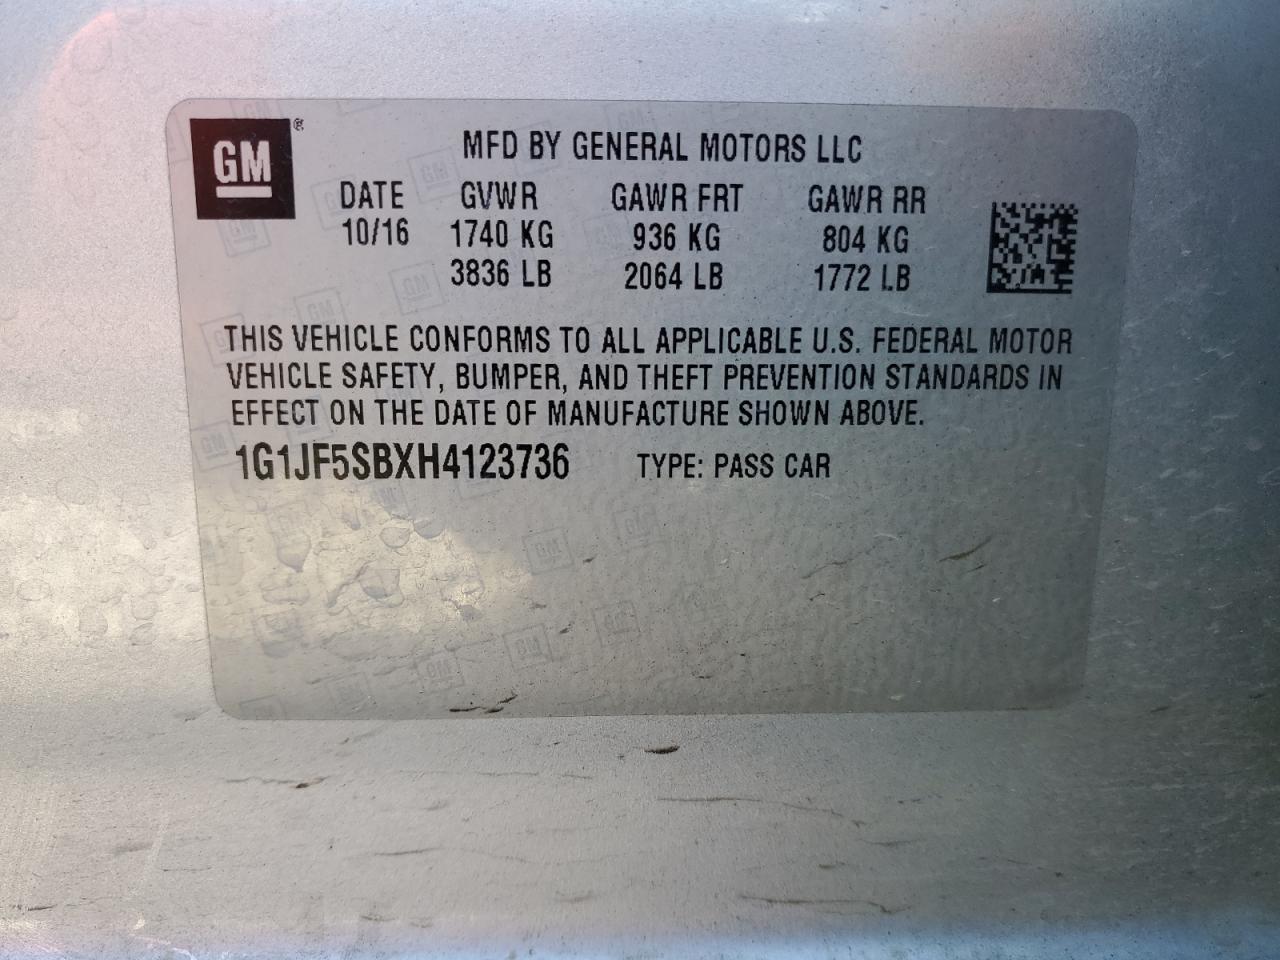 GM®
MFD BY GENERAL MOTORS LLC
DATE GVWR GAWR FRT GAWR RR
10/16 1740 KG 936 KG 804 KG
3836 LB 2064 LB 1772 LB
THIS VEHICLE CONFORMS TO ALL APPLICABLE U.S. FEDERAL MOTOR
VEHICLE SAFETY, BUMPER, AND THEFT PREVENTION STANDARDS IN
EFFECT ON THE DATE OF MANUFACTURE SHOWN ABOVE.
1G1JF5SBXH4123736 TYPE: PASS CAR